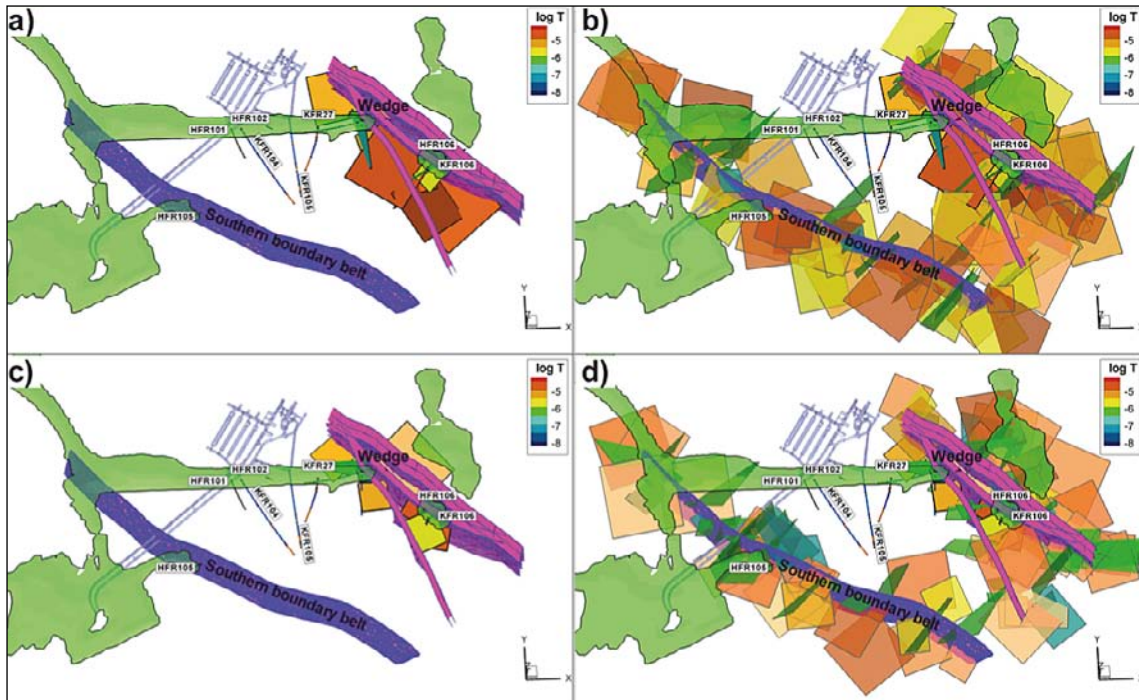 a)
log T
-5
-6
-7
-8
Wedge
HFR102
KFR27
HFR101
KFR104
HFR106
KFR106
KFR105
HFR105
Southern boundary belt
Y
Z
X
b)
log T
-5
-6
-7
-8
Wedge
HFR102
KFR27
HFR101
KFR104
HFR106
KFR106
KFR105
HFR105
Southern boundary belt
Y
Z
X
c)
log T
-5
-6
-7
-8
Wedge
HFR102
KFR27
HFR101
KFR104
HFR106
KFR106
KFR105
HFR105
Southern boundary belt
Y
Z
X
d)
log T
-5
-6
-7
-8
Wedge
HFR102
KFR27
HFR101
KFR104
HFR106
KFR106
KFR105
HFR105
Southern boundary belt
Y
Z
X